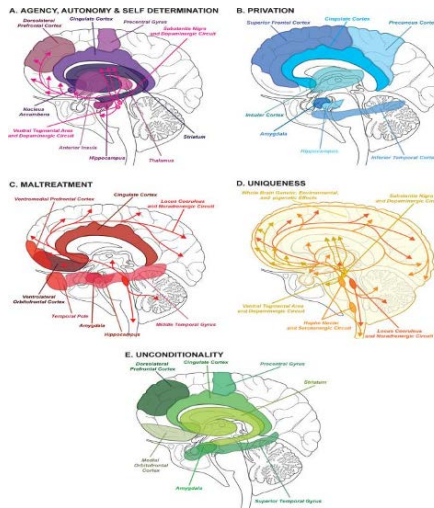 A. AGENCY, AUTONOMY & SELF DETERMINATION
Dorsolateral
Prefrontal Cortex
Cingulate Cortex
Precentral Gyrus
Substantia Nigra
and Dopaminergic Circuit
Nucleus
Accumbens
Ventral Tegmental Area
and Dopaminergic Circuit
Anterior Insula
Hippocampus
Thalamus
Striatum
B. PRIVATION
Superior Frontal Cortex
Cingulate Cortex
Precuneus Cortex
Insular Cortex
Amygdala
Hippocampus
Inferior Temporal Cortex
C. MALTREATMENT
Ventromedial Prefrontal Cortex
Cingulate Cortex
Locus Coeruleus
and Noradrenergic Circuit
Ventrolateral
Orbitofrontal Cortex
Temporal Pole
Amygdala
Hippocampus
Middle Temporal Gyrus
D. UNIQUENESS
Whole Brain Genetic, Environmental
and Epigenetic Effects
Substantia Nigra
and Dopaminergic Circuit
Ventral Tegmental Area
and Dopaminergic Circuit
Raphe Nuclei
and Serotonergic Circuit
Locus Coeruleus
and Noradrenergic Circuit
E. UNCONDITIONALITY
Dorsolateral
Prefrontal Cortex
Cingulate Cortex
Precentral Gyrus
Striatum
Medial
Orbitofrontal
Cortex
Amygdala
Superior Temporal Gyrus